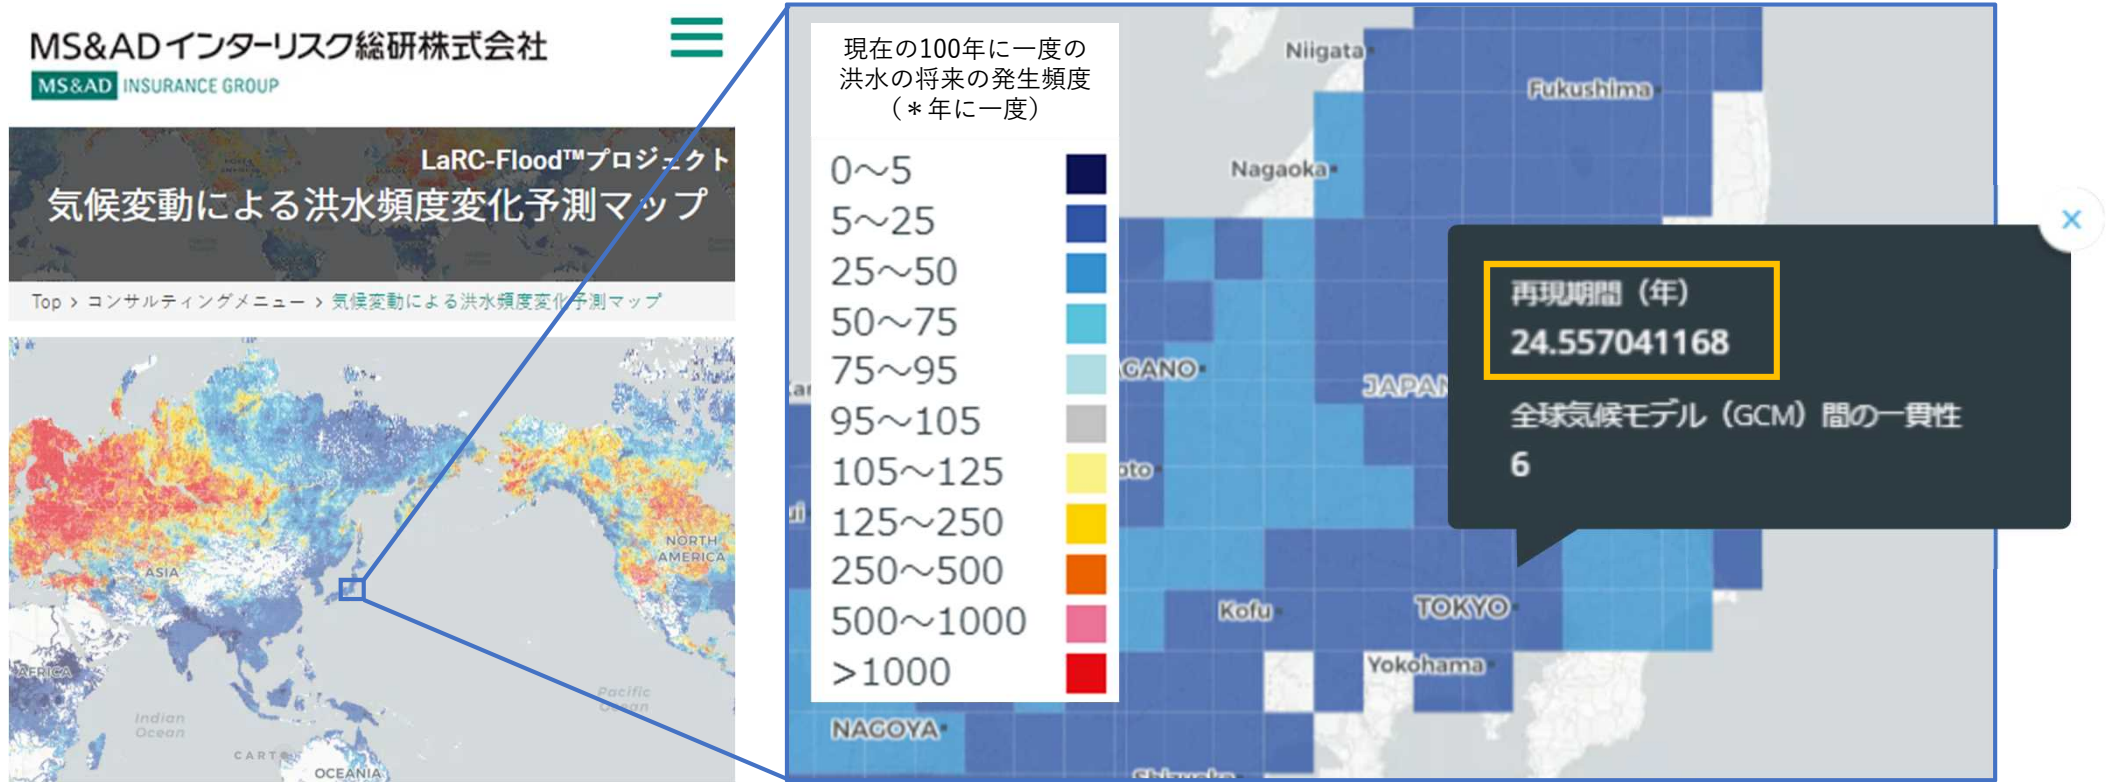 MS&ADインターリスク総研株式会社
MS&AD INSURANCE GROUP
LaRC-Flood™プロジェクト
気候変動による洪水頻度変化予測マップ
Top › コンサルティングメニュー › 気候変動による洪水頻度変化予測マップ
ASIA
NORTH
AMERICA
AFRICA
Indian
Ocean
Pacific
Ocean
OCEANIA
現在の100年に一度の
洪水の将来の発生頻度
（＊年に一度）
0～5
5～25
25～50
50～75
75～95
95～105
105～125
125～250
250～500
500～1000
>1000
Niigata
Fukushima
Nagaoka
GANO
JAPAN
再現期間（年）
24.557041168
全球気候モデル（GCM）間の一貫性
6
Kofu
TOKYO
Yokohama
NAGOYA